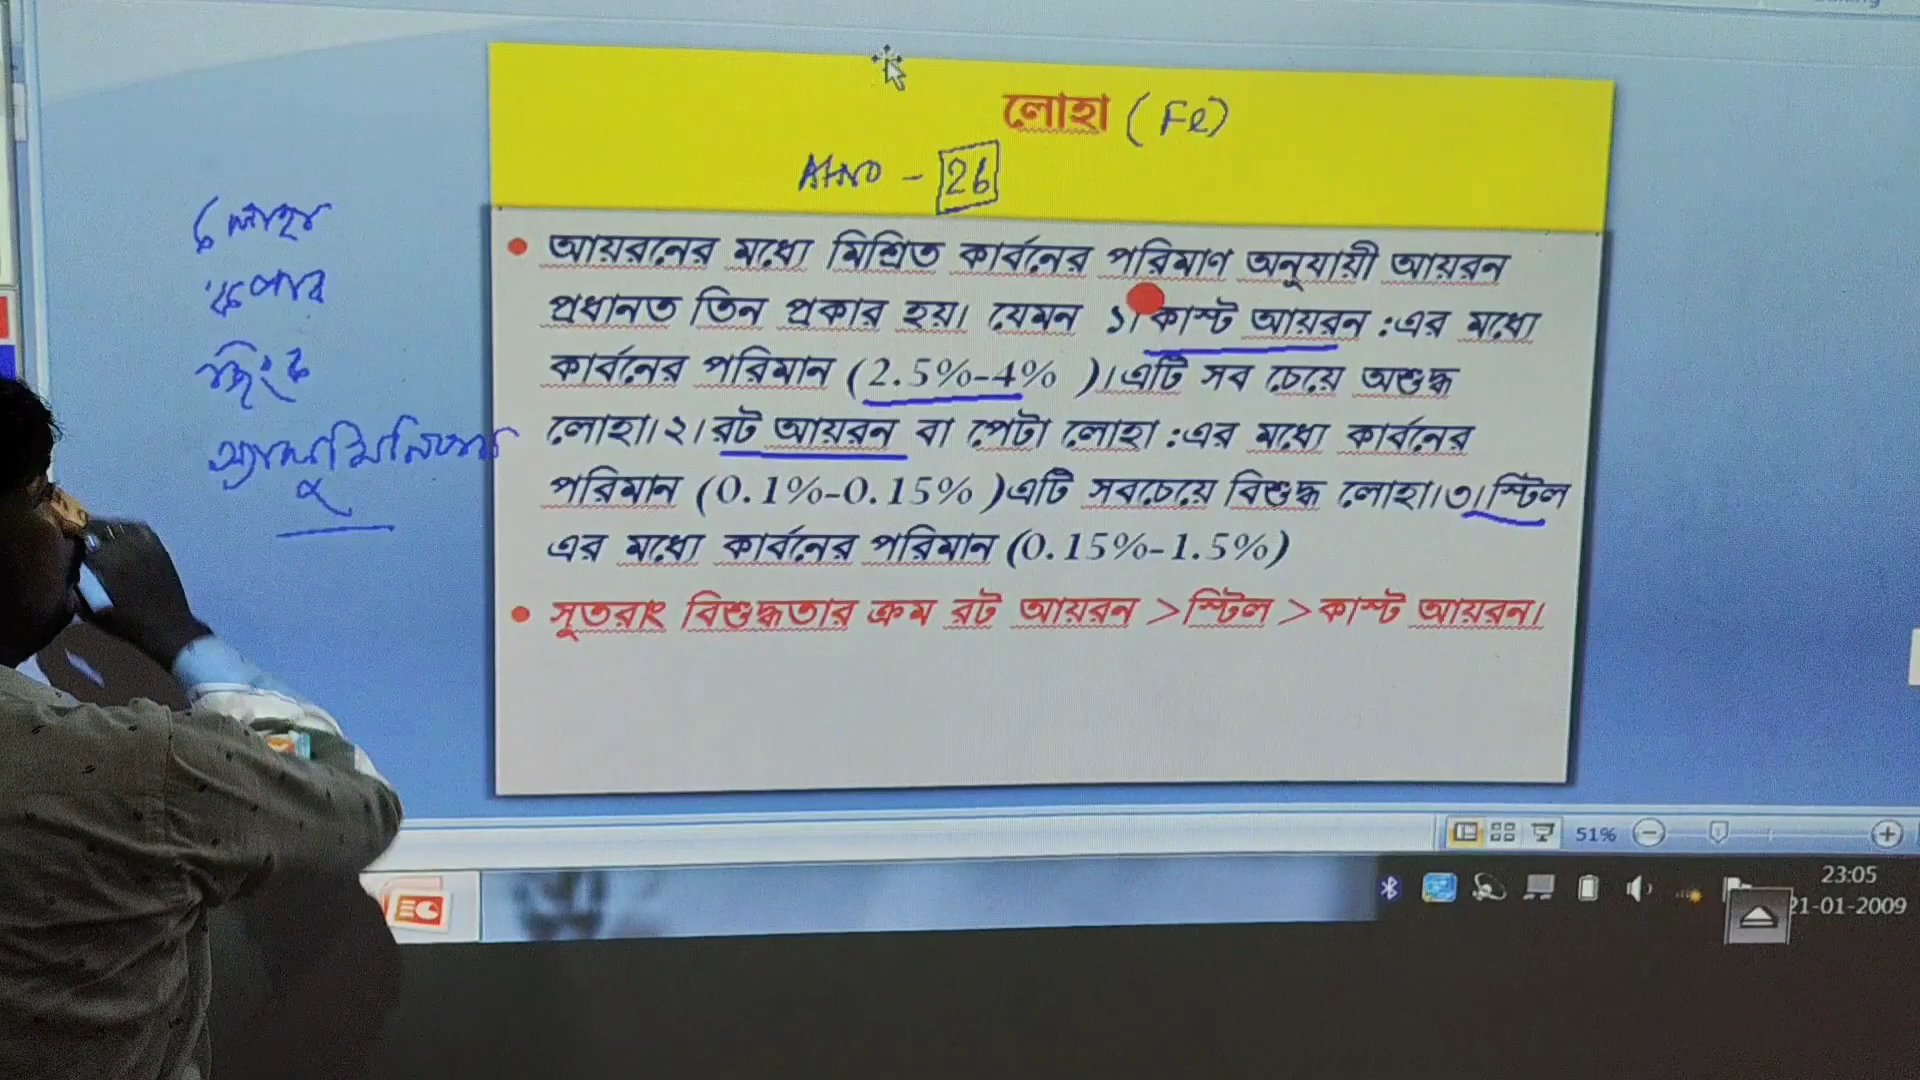 লোহা (Fe)
At NO - 26
লোহা
কপার
জিংক
অ্যালুমিনিয়াম
আয়রনের মধ্যে মিশ্রিত কার্বনের পরিমাণ অনুযায়ী আয়রন
প্রধানত তিন প্রকার হয়। যেমন ১। কাস্ট আয়রন :এর মধ্যে
কার্বনের পরিমান (2.5%-4% )।এটি সব চেয়ে অশুদ্ধ
লোহা।২।রট আয়রন বা পেটা লোহা :এর মধ্যে কার্বনের
পরিমান (0.1%-0.15% )এটি সবচেয়ে বিশুদ্ধ লোহা।৩।স্টিল
এর মধ্যে কার্বনের পরিমান (0.15%-1.5%)
সুতরাং বিশুদ্ধতার ক্রম রট আয়রন >স্টিল >কাস্ট আয়রন।
51%
23:05
21-01-2009